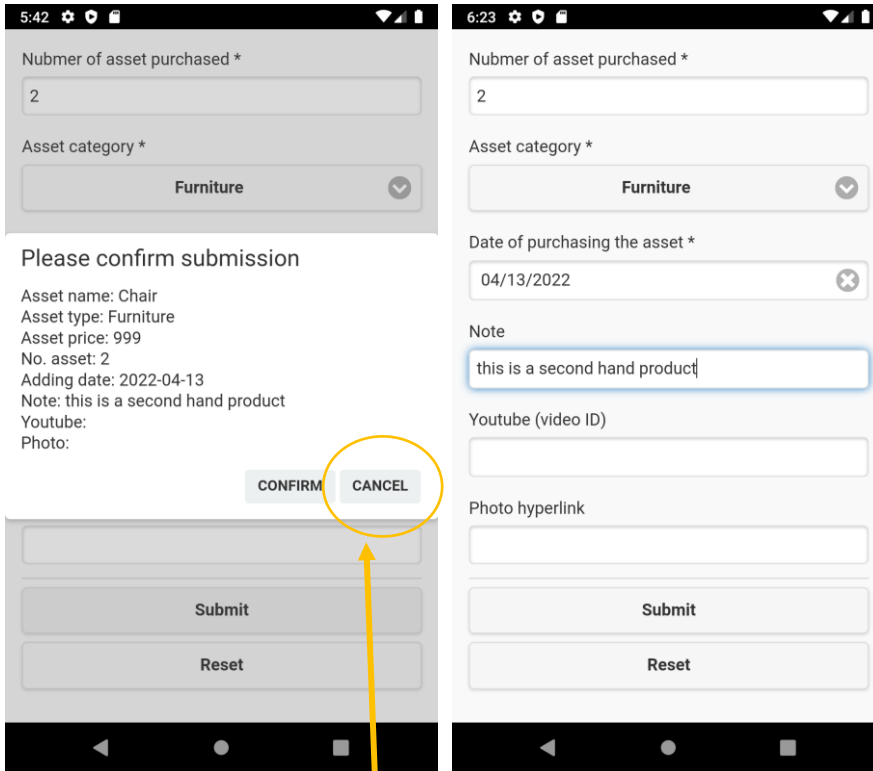 5:42
Nubmer of asset purchased *
2
Asset category *
Furniture
Please confirm submission
Asset name: Chair
Asset type: Furniture
Asset price: 999
No. asset: 2
Adding date: 2022-04-13
Note: this is a second hand product
Youtube:
Photo:
CONFIRM CANCEL
Submit
Reset
6:23
Nubmer of asset purchased *
2
Asset category *
Furniture
Date of purchasing the asset *
04/13/2022
Note
this is a second hand product
Youtube (video ID)
Photo hyperlink
Submit
Reset